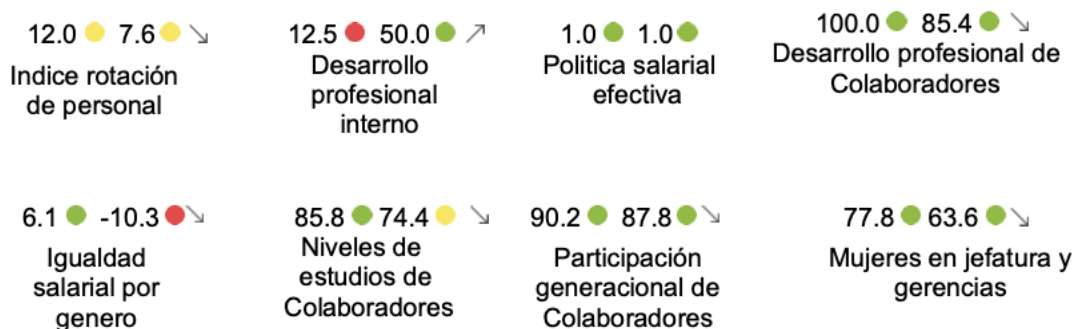 12.0 7.6
Indice rotación
de personal
12.5 50.0
Desarrollo
profesional
interno
1.0 1.0
Politica salarial
efectiva
100.0 85.4
Desarrollo profesional de
Colaboradores
6.1 -10.3
Igualdad
salarial por
genero
85.8 74.4
Niveles de
estudios de
Colaboradores
90.2 87.8
Participación
generacional de
Colaboradores
77.8 63.6
Mujeres en jefatura y
gerencias